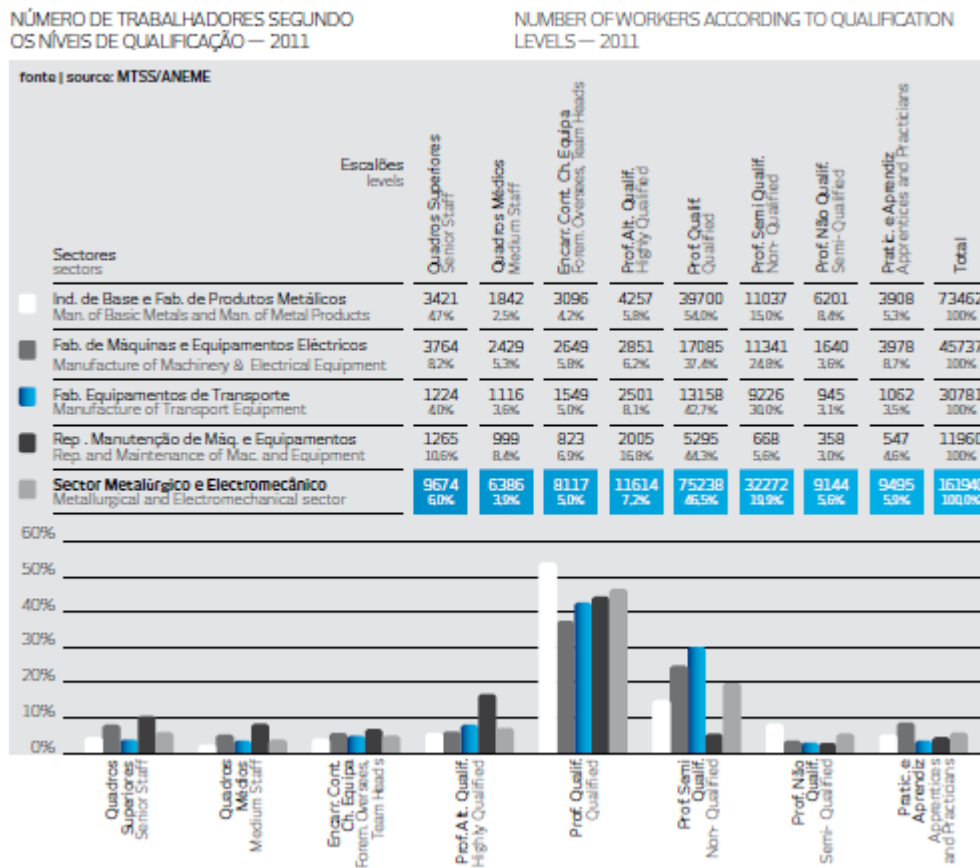 NÚMERO DE TRABALHADORES SEGUNDO
OS NÍVEIS DE QUALIFICAÇÃO — 2011
NUMBER OF WORKERS ACCORDING TO QUALIFICATION
LEVELS — 2011
fonte | source: MTSS/ANEME
Escalões
levels
Quadros Superiores
Senior Staff
Quadros Médios
Medium Staff
Encarr. Cont. Ch. Equipa
Forem. Oversees, Team Heads
Prof. Alt. Qualif.
Highly Qualified
Prof. Qualif.
Qualified
Prof. Semi Qualif.
Non- Qualified
Prof. Não Qualif.
Semi- Qualified
Pratic. e Aprendiz
Apprentices and Practicians
Total
Sectores
sectors
Ind. de Base e Fab. de Produtos Metálicos 3421 1842 3096 4257 39700 11037 6201 3908 73462
Man. of Basic Metals and Man. of Metal Products 4,7% 2,5% 4,2% 5,8% 54,0% 15,0% 8,4% 5,3% 100%
Fab. de Máquinas e Equipamentos Eléctricos 3764 2429 2649 2851 17085 11341 1640 3978 45737
Manufacture of Machinery & Electrical Equipment 8,2% 5,3% 5,8% 6,2% 37,4% 24,8% 3,6% 8,7% 100%
Fab. Equipamentos de Transporte 1224 1116 1549 2501 13158 9226 945 1062 30781
Manufacture of Transport Equipment 4,0% 3,6% 5,0% 8,1% 42,7% 30,0% 3,1% 3,5% 100%
Rep . Manutenção de Máq. e Equipamentos 1265 999 823 2005 5295 668 358 547 11960
Rep. and Maintenance of Mac. and Equipment 10,6% 8,4% 6,9% 16,8% 44,3% 5,6% 3,0% 4,6% 100%
Sector Metalúrgico e Electromecânico 9674 6386 8117 11614 75238 32272 9144 9495 161940
Metallurgical and Electromechanical sector 6,0% 3,9% 5,0% 7,2% 46,5% 19,9% 5,6% 5,9% 100,0%
60%
50%
40%
30%
20%
10%
0%
Quadros
Superiores
Senior Staff
Quadros
Médios
Medium Staff
Encarr. Cont.
Ch. Equipa
Forem. Oversees,
Team Heads
Prof. Alt. Qualif.
Highly Qualified
Prof. Qualif.
Qualified
Prof Semi
Qualif.
Non- Qualified
Prof. Não
Qualif.
Semi- Qualified
Pratic. e
Aprendiz
Apprentices
and Practicians